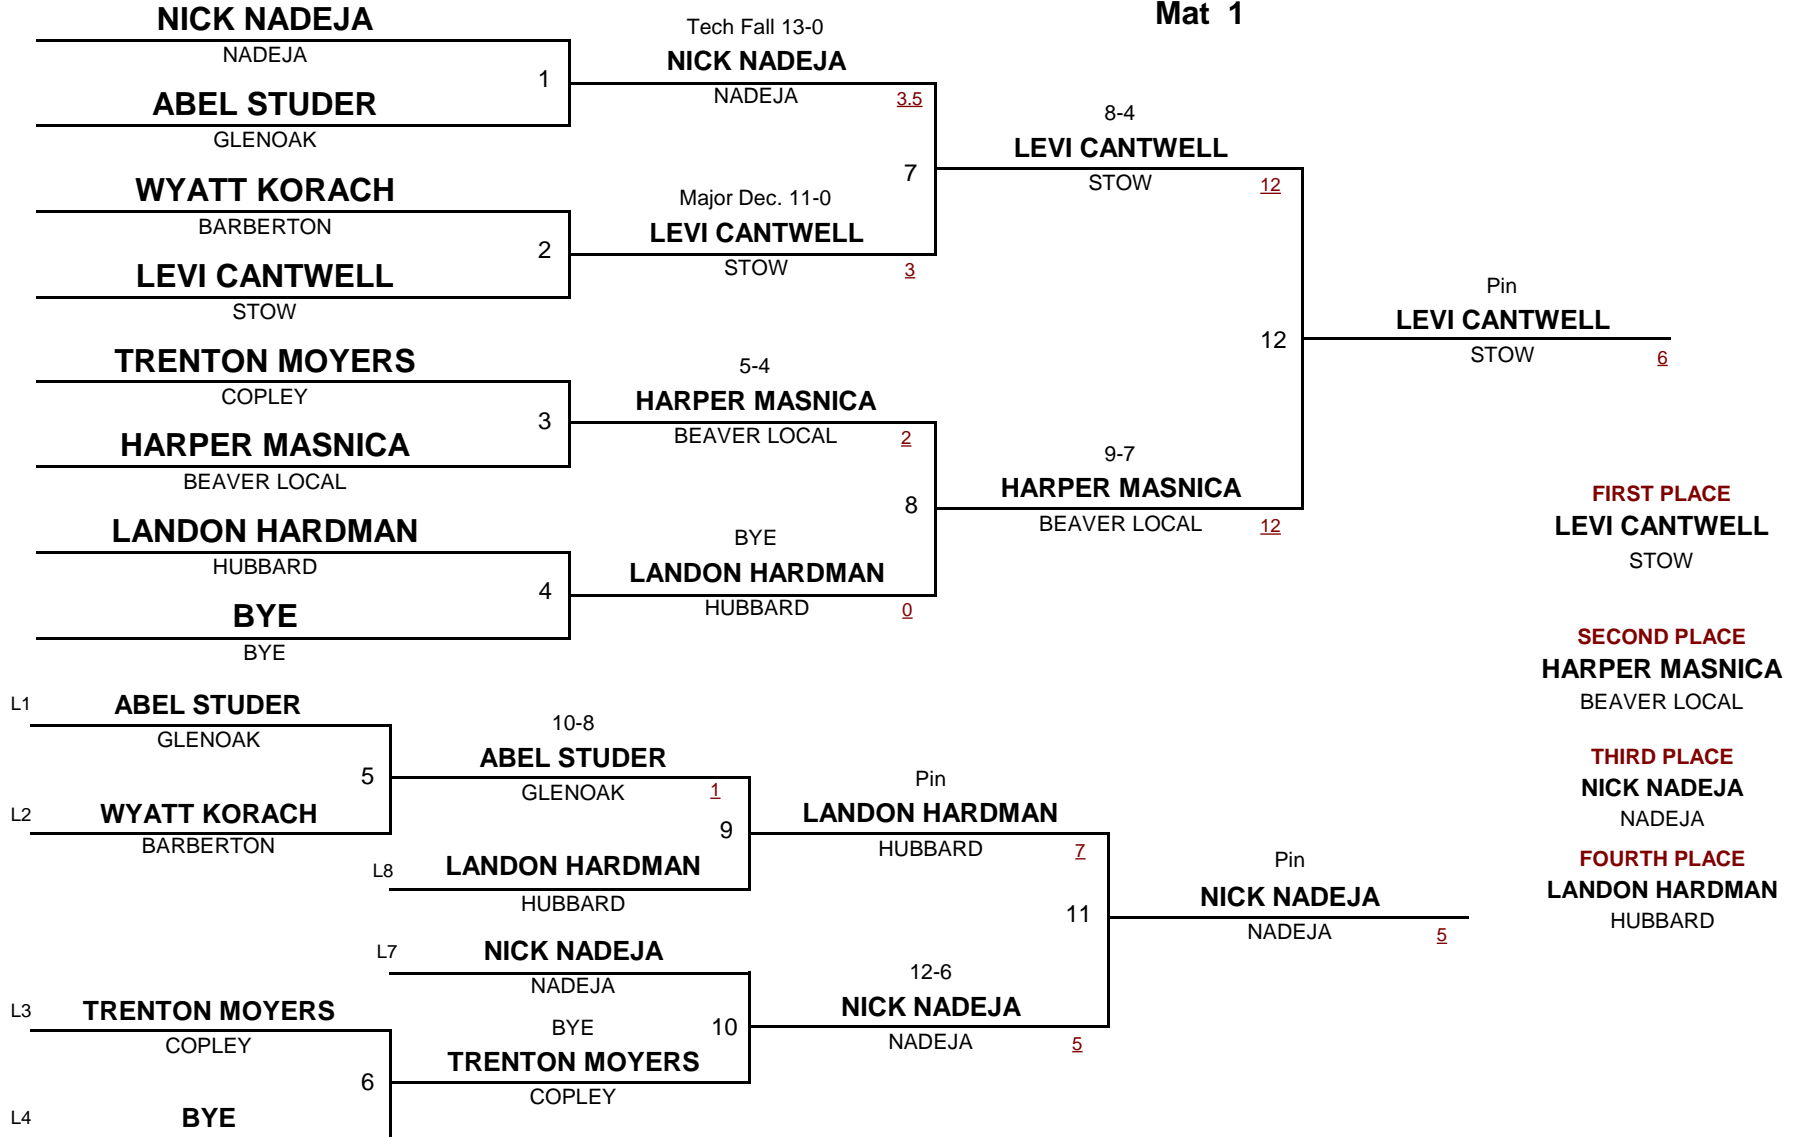 Mat 1
NICK NADEJA
NADEJA
1
ABEL STUDER
GLENOAK
WYATT KORACH
BARBERTON
2
LEVI CANTWELL
STOW
TRENTON MOYERS
COPLEY
3
HARPER MASNICA
BEAVER LOCAL
LANDON HARDMAN
HUBBARD
4
BYE
BYE
Tech Fall 13-0
NICK NADEJA
NADEJA 3.5
7
Major Dec. 11-0
LEVI CANTWELL
STOW 3
5-4
HARPER MASNICA
BEAVER LOCAL 2
8
BYE
LANDON HARDMAN
HUBBARD 0
8-4
LEVI CANTWELL
STOW 12
12
9-7
HARPER MASNICA
BEAVER LOCAL 12
Pin
LEVI CANTWELL
STOW 6
FIRST PLACE
LEVI CANTWELL
STOW
SECOND PLACE
HARPER MASNICA
BEAVER LOCAL
THIRD PLACE
NICK NADEJA
NADEJA
FOURTH PLACE
LANDON HARDMAN
HUBBARD
L1 ABEL STUDER
GLENOAK
5
L2 WYATT KORACH
BARBERTON
10-8
ABEL STUDER
GLENOAK 1
9
L8 LANDON HARDMAN
HUBBARD
L7 NICK NADEJA
NADEJA
L3 TRENTON MOYERS
COPLEY
6
L4 BYE
BYE
10
TRENTON MOYERS
COPLEY
Pin
LANDON HARDMAN
HUBBARD 7
11
12-6
NICK NADEJA
NADEJA 5
Pin
NICK NADEJA
NADEJA 5